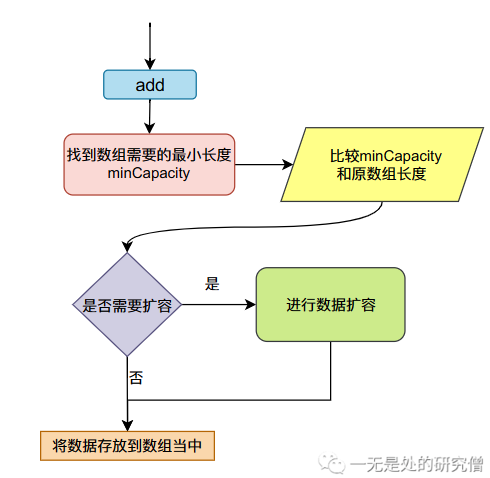 add
找到数组需要的最小长度
minCapacity
比较minCapacity
和原数组长度
是否需要扩容
是
进行数据扩容
否
将数据存放到数组当中
一无是处的研究僧